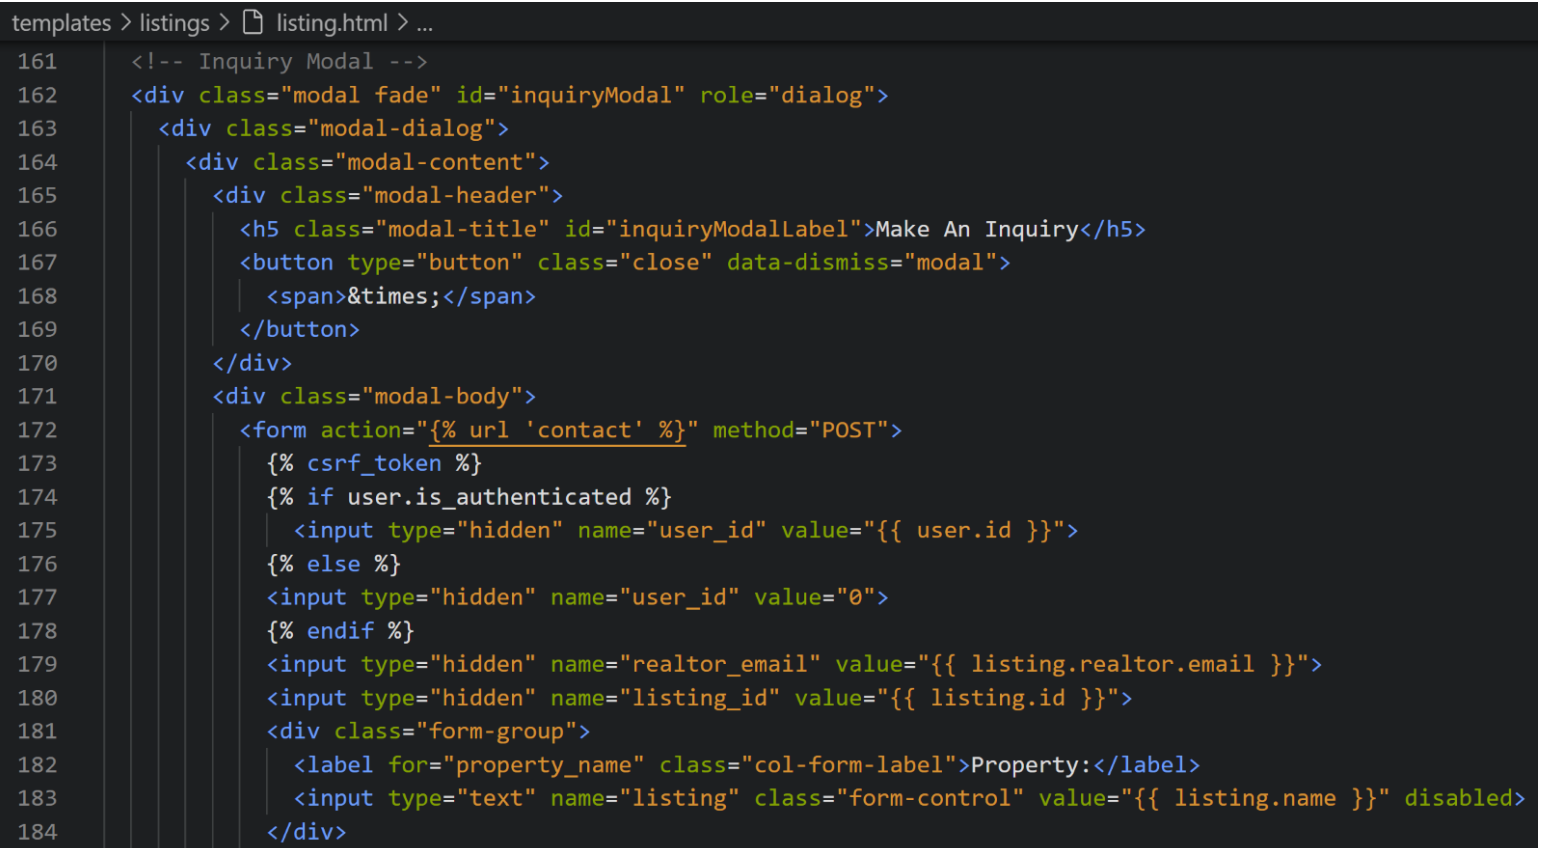 templates > listings > listing.html > ...
161 <!-- Inquiry Modal -->
162 <div class="modal fade" id="inquiryModal" role="dialog">
163 <div class="modal-dialog">
164 <div class="modal-content">
165 <div class="modal-header">
166 <h5 class="modal-title" id="inquiryModalLabel">Make An Inquiry</h5>
167 <button type="button" class="close" data-dismiss="modal">
168 <span>&times;</span>
169 </button>
170 </div>
171 <div class="modal-body">
172 <form action="{% url 'contact' %}" method="POST">
173 {% csrf_token %}
174 {% if user.is_authenticated %}
175 <input type="hidden" name="user_id" value="{{ user.id }}">
176 {% else %}
177 <input type="hidden" name="user_id" value="0">
178 {% endif %}
179 <input type="hidden" name="realtor_email" value="{{ listing.realtor.email }}">
180 <input type="hidden" name="listing_id" value="{{ listing.id }}">
181 <div class="form-group">
182 <label for="property_name" class="col-form-label">Property:</label>
183 <input type="text" name="listing" class="form-control" value="{{ listing.name }}" disabled>
184 </div>